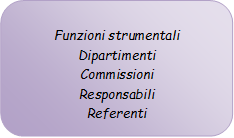 Funzioni strumentali
Dipartimenti
Commissioni
Responsabili
Referenti